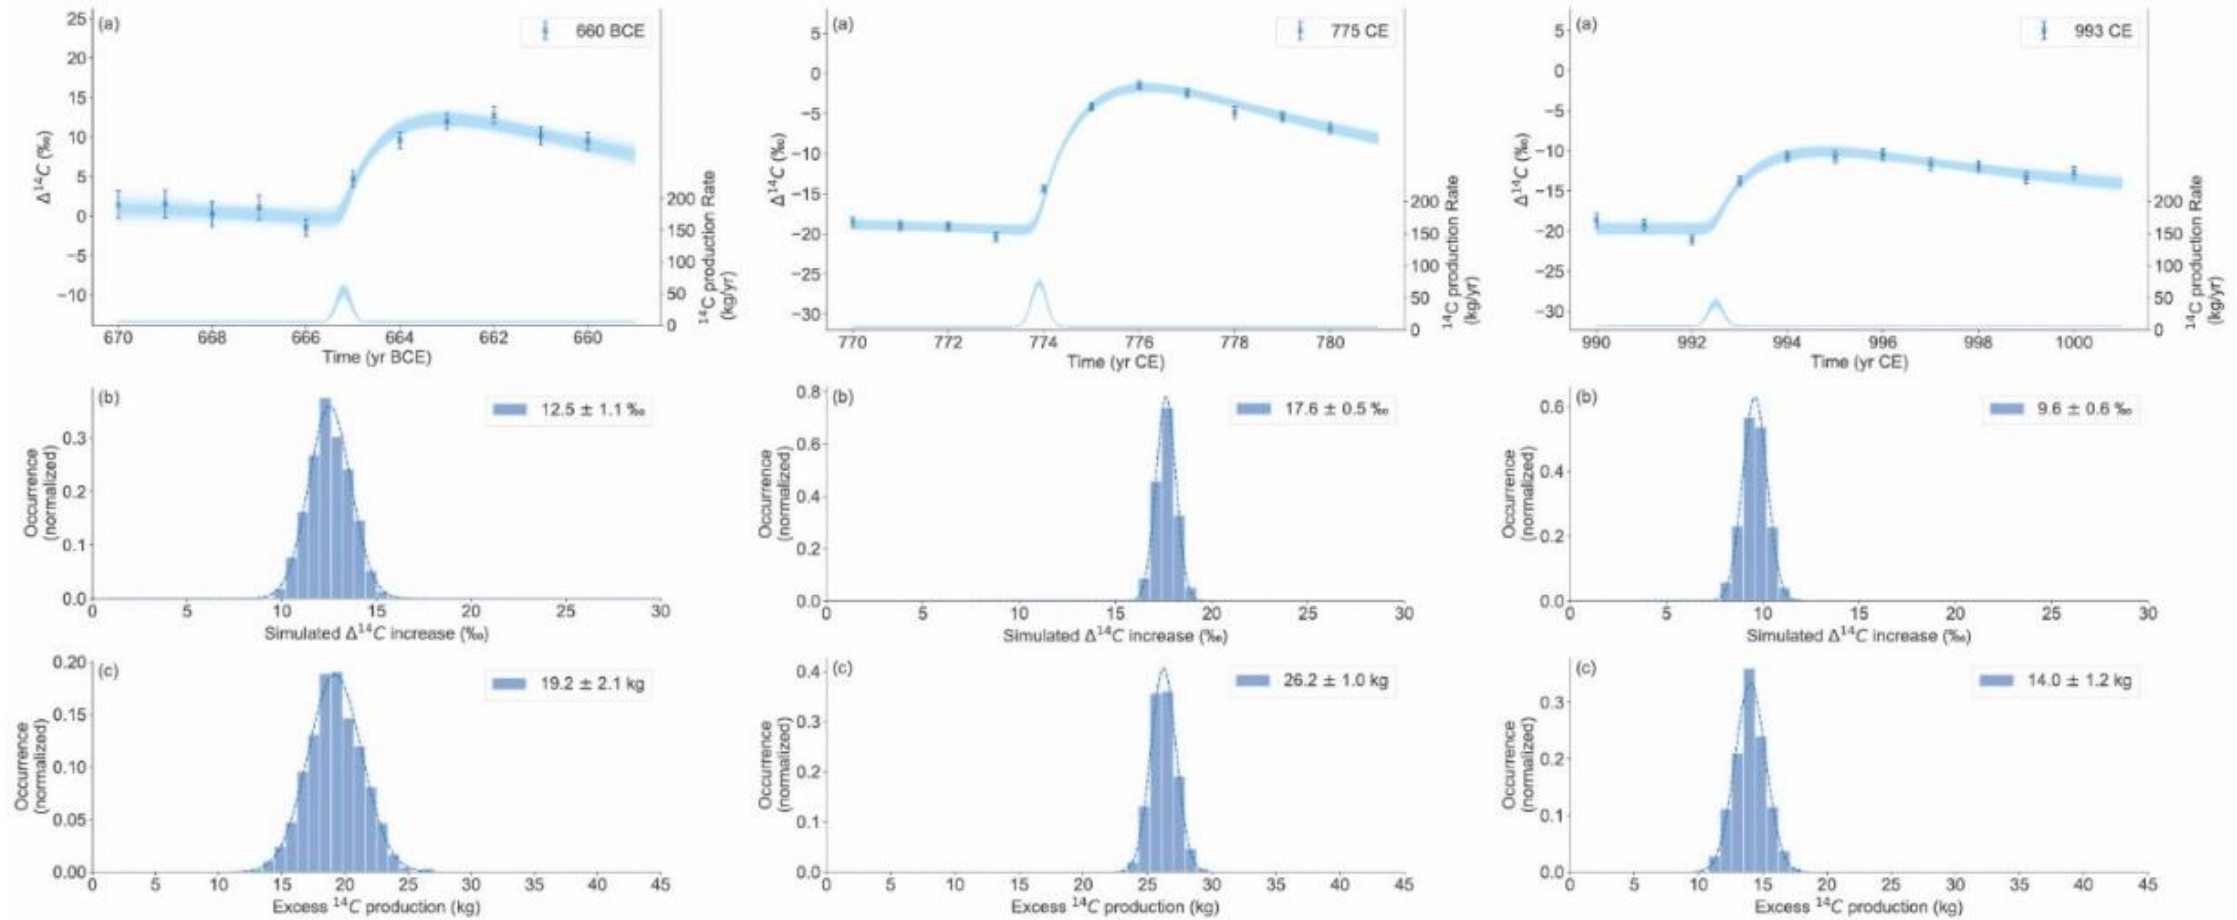 (a)
660 BCE
25
20
15
10
5
0
−5
−10
Δ¹⁴C (‰)
200
150
100
50
0
¹⁴C production Rate
(kg/yr)
670 668 666 664 662 660
Time (yr BCE)
(a)
775 CE
5
0
−5
−10
−15
−20
−25
−30
Δ¹⁴C (‰)
200
150
100
50
0
¹⁴C production Rate
(kg/yr)
770 772 774 776 778 780
Time (yr CE)
(a)
993 CE
5
0
−5
−10
−15
−20
−25
−30
Δ¹⁴C (‰)
200
150
100
50
0
¹⁴C production Rate
(kg/yr)
990 992 994 996 998 1000
Time (yr CE)
(b)
12.5 ± 1.1 ‰
0.3
0.2
0.1
0.0
Occurrence
(normalized)
0 5 10 15 20 25 30
Simulated Δ¹⁴C increase (‰)
(b)
17.6 ± 0.5 ‰
0.8
0.6
0.4
0.2
0.0
Occurrence
(normalized)
0 5 10 15 20 25 30
Simulated Δ¹⁴C increase (‰)
(b)
9.6 ± 0.6 ‰
0.6
0.4
0.2
0.0
Occurrence
(normalized)
0 5 10 15 20 25 30
Simulated Δ¹⁴C increase (‰)
(c)
19.2 ± 2.1 kg
0.20
0.15
0.10
0.05
0.00
Occurrence
(normalized)
0 5 10 15 20 25 30 35 40 45
Excess ¹⁴C production (kg)
(c)
26.2 ± 1.0 kg
0.4
0.3
0.2
0.1
0.0
Occurrence
(normalized)
0 5 10 15 20 25 30 35 40 45
Excess ¹⁴C production (kg)
(c)
14.0 ± 1.2 kg
0.3
0.2
0.1
0.0
Occurrence
(normalized)
0 5 10 15 20 25 30 35 40 45
Excess ¹⁴C production (kg)